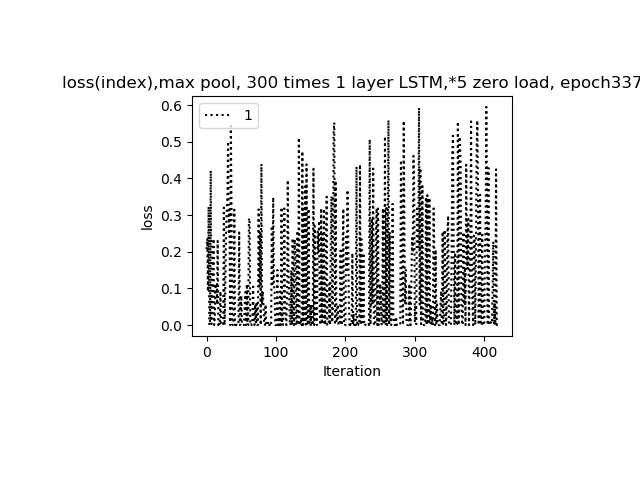 loss(index),max pool, 300 times 1 layer LSTM,*5 zero load, epoch337
1
0.6
0.5
0.4
0.3
0.2
0.1
0.0
loss
0 100 200 300 400
Iteration